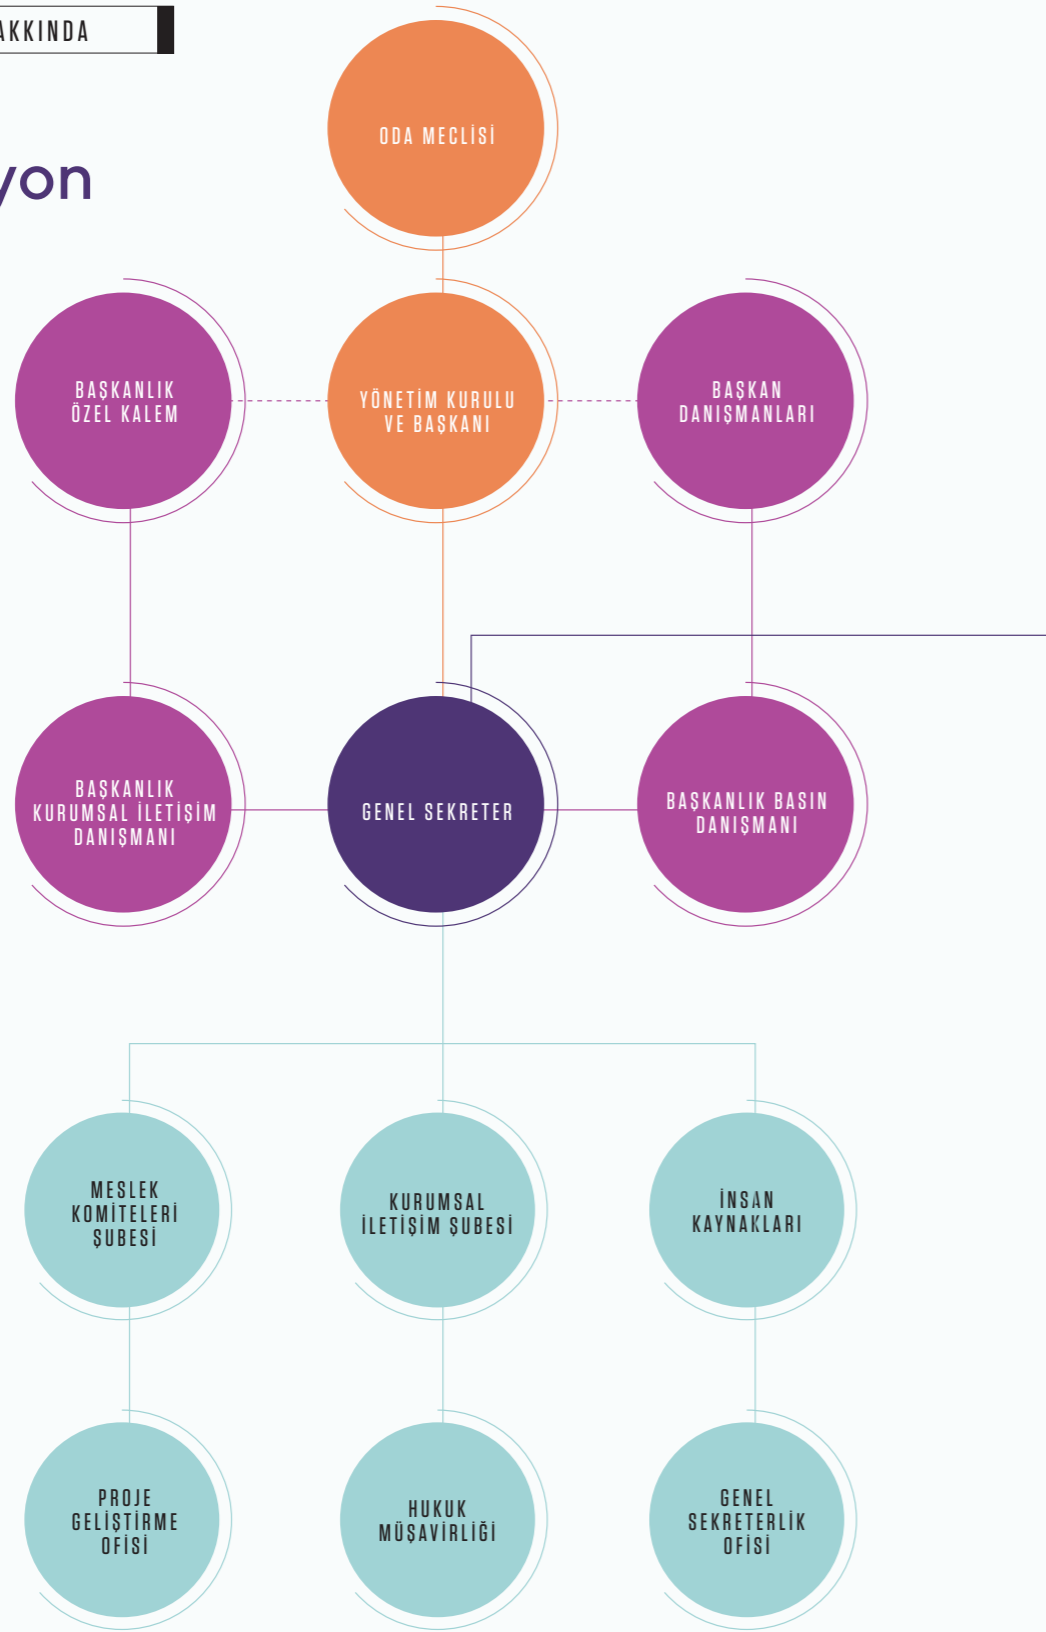 AKKINDA
yon
ODA MECLİSİ
BAŞKANLIK
ÖZEL KALEM
YÖNETİM KURULU
VE BAŞKANI
BAŞKAN
DANIŞMANLARI
BAŞKANLIK
KURUMSAL İLETİŞİM
DANIŞMANI
GENEL SEKRETER
BAŞKANLIK BASIN
DANIŞMANI
MESLEK
KOMİTELERİ
ŞUBESİ
KURUMSAL
İLETİŞİM ŞUBESİ
İNSAN
KAYNAKLARI
PROJE
GELİŞTİRME
OFİSİ
HUKUK
MÜŞAVİRLİĞİ
GENEL
SEKRETERLİK
OFİSİ